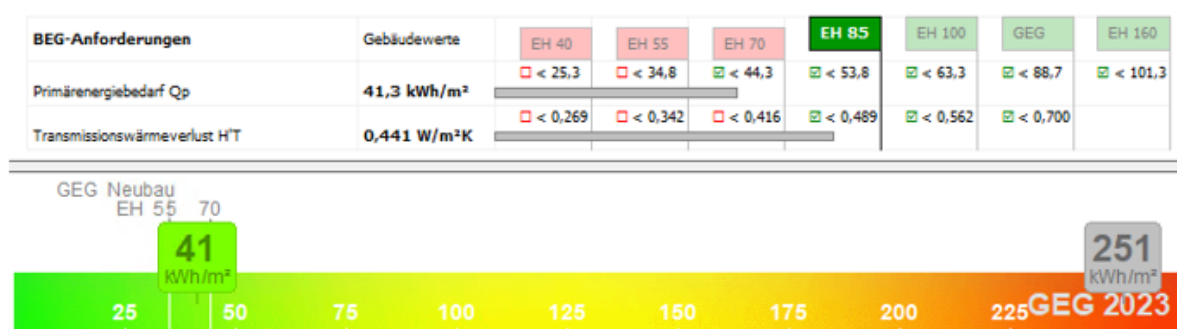 BEG-Anforderungen Gebäudewerte EH 40 EH 55 EH 70 EH 85 EH 100 GEG EH 160
Primärenergiebedarf Qp 41,3 kWh/m² < 25,3 < 34,8 < 44,3 < 53,8 < 63,3 < 88,7 < 101,3
Transmissionswärmeverlust H'T 0,441 W/m²K < 0,269 < 0,342 < 0,416 < 0,489 < 0,562 < 0,700
GEG Neubau
EH 55 70
41 251
kWh/m² kWh/m²
25 50 75 100 125 150 175 200 225 GEG 2023